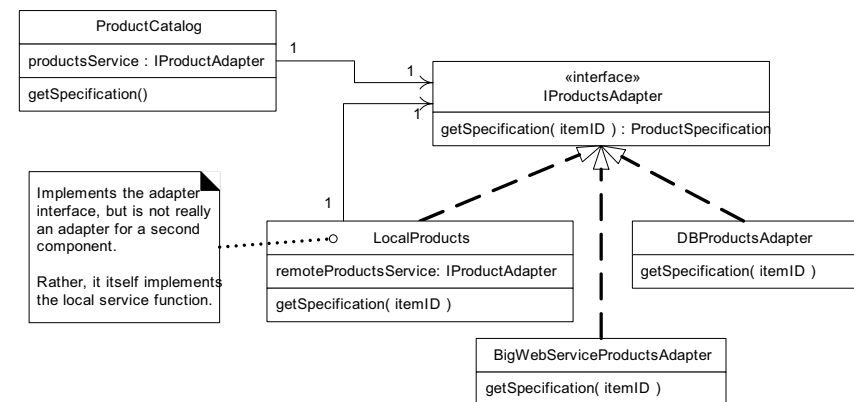 ProductCatalog
productsService : IProductAdapter
getSpecification()
1
1
1
«interface»
IProductsAdapter
getSpecification( itemID ) : ProductSpecification
Implements the adapter
interface, but is not really
an adapter for a second
component.
Rather, it itself implements
the local service function.
1
LocalProducts
remoteProductsService: IProductAdapter
getSpecification( itemID )
DBProductsAdapter
getSpecification( itemID )
BigWebServiceProductsAdapter
getSpecification( itemID )